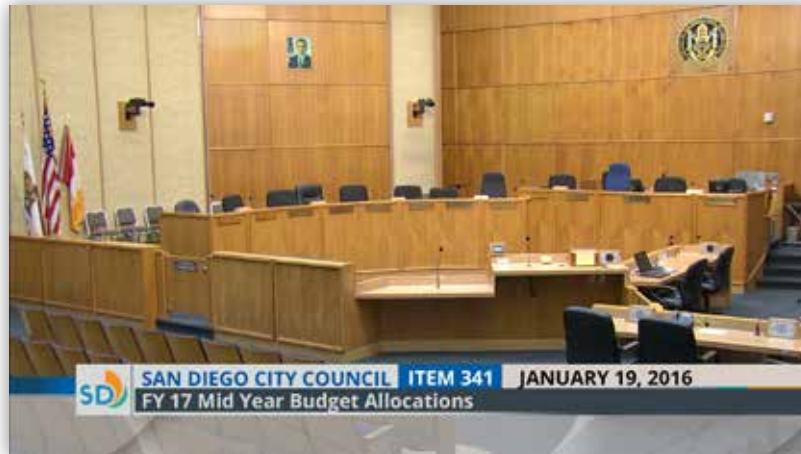 SAN DIEGO CITY COUNCIL ITEM 341 JANUARY 19, 2016
SD
FY 17 Mid Year Budget Allocations